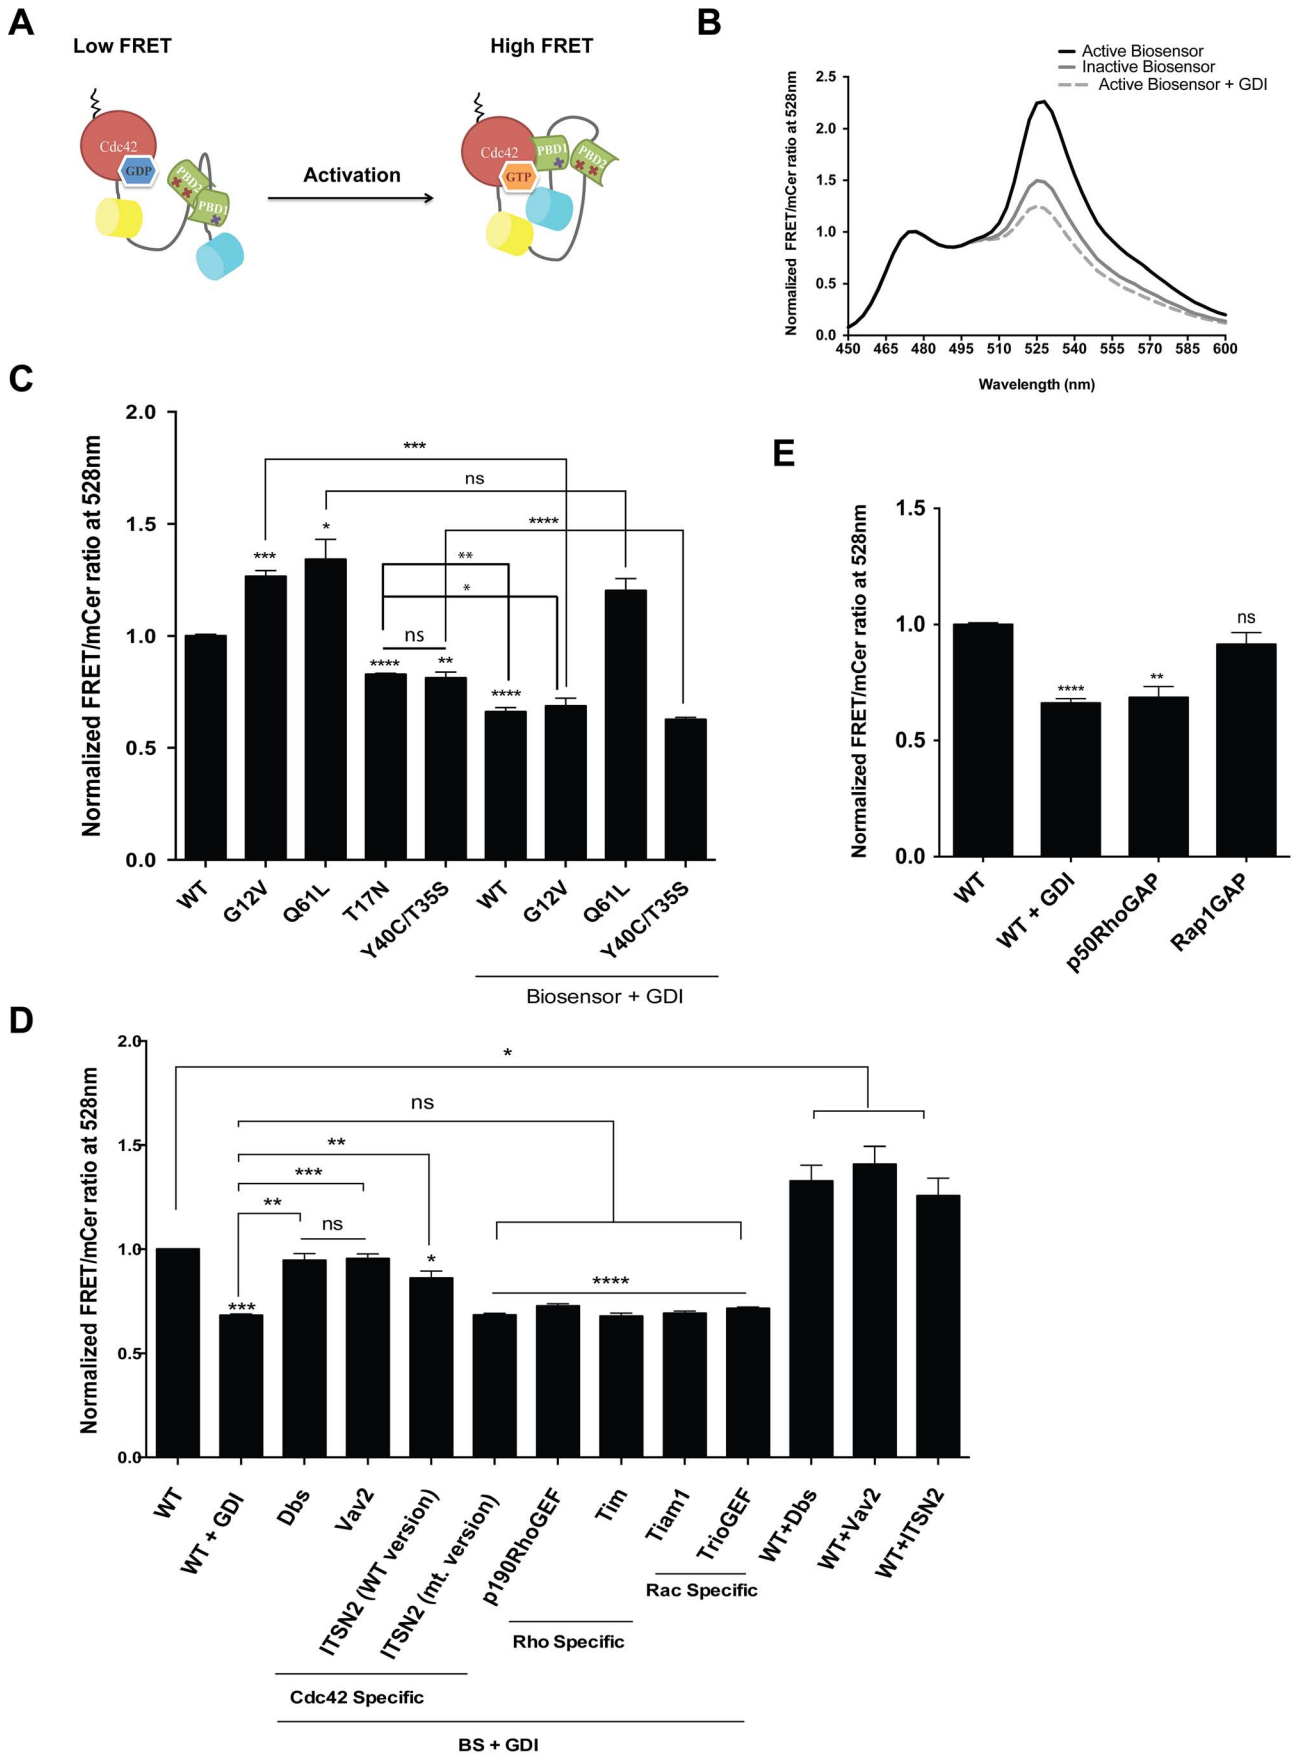 A
Low FRET
High FRET
Cdc42
GDP
PBD2
PBD1
Activation
Cdc42
GTP
PBD1
PBD2
B
Active Biosensor
Inactive Biosensor
Active Biosensor + GDI
Normalized FRET/mCer ratio at 528nm
2.5
2.0
1.5
1.0
0.5
0.0
450 465 480 495 510 525 540 555 570 585 600
Wavelength (nm)
C
Normalized FRET/mCer ratio at 528nm
2.0
1.5
1.0
0.5
0.0
***
ns
****
*
***
**
*
ns
****
**
****
WT
G12V
Q61L
T17N
Y40C/T35S
WT
G12V
Q61L
Y40C/T35S
Biosensor + GDI
E
Normalized FRET/mCer ratio at 528nm
1.5
1.0
0.5
0.0
****
**
ns
WT
WT + GDI
p50RhoGAP
Rap1GAP
D
Normalized FRET/mCer ratio at 528nm
2.0
1.5
1.0
0.5
0.0
*
ns
**
***
**
ns
*
***
****
WT
WT + GDI
Dbs
Vav2
ITSN2 (WT version)
ITSN2 (mt. version)
p190RhoGEF
Tim
Tiam1
TrioGEF
WT+Dbs
WT+Vav2
WT+ITSN2
Rac Specific
Rho Specific
Cdc42 Specific
BS + GDI